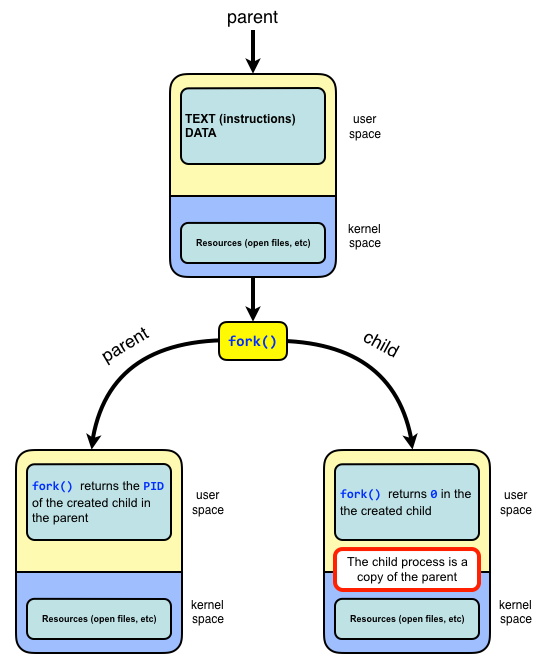 parent
TEXT (instructions)
DATA
user
space
Resources (open files, etc)
kernel
space
fork()
parent
child
fork() returns the PID
of the created child in
the parent
user
space
Resources (open files, etc)
kernel
space
fork() returns 0 in the
the created child
user
space
The child process is a
copy of the parent
Resources (open files, etc)
kernel
space